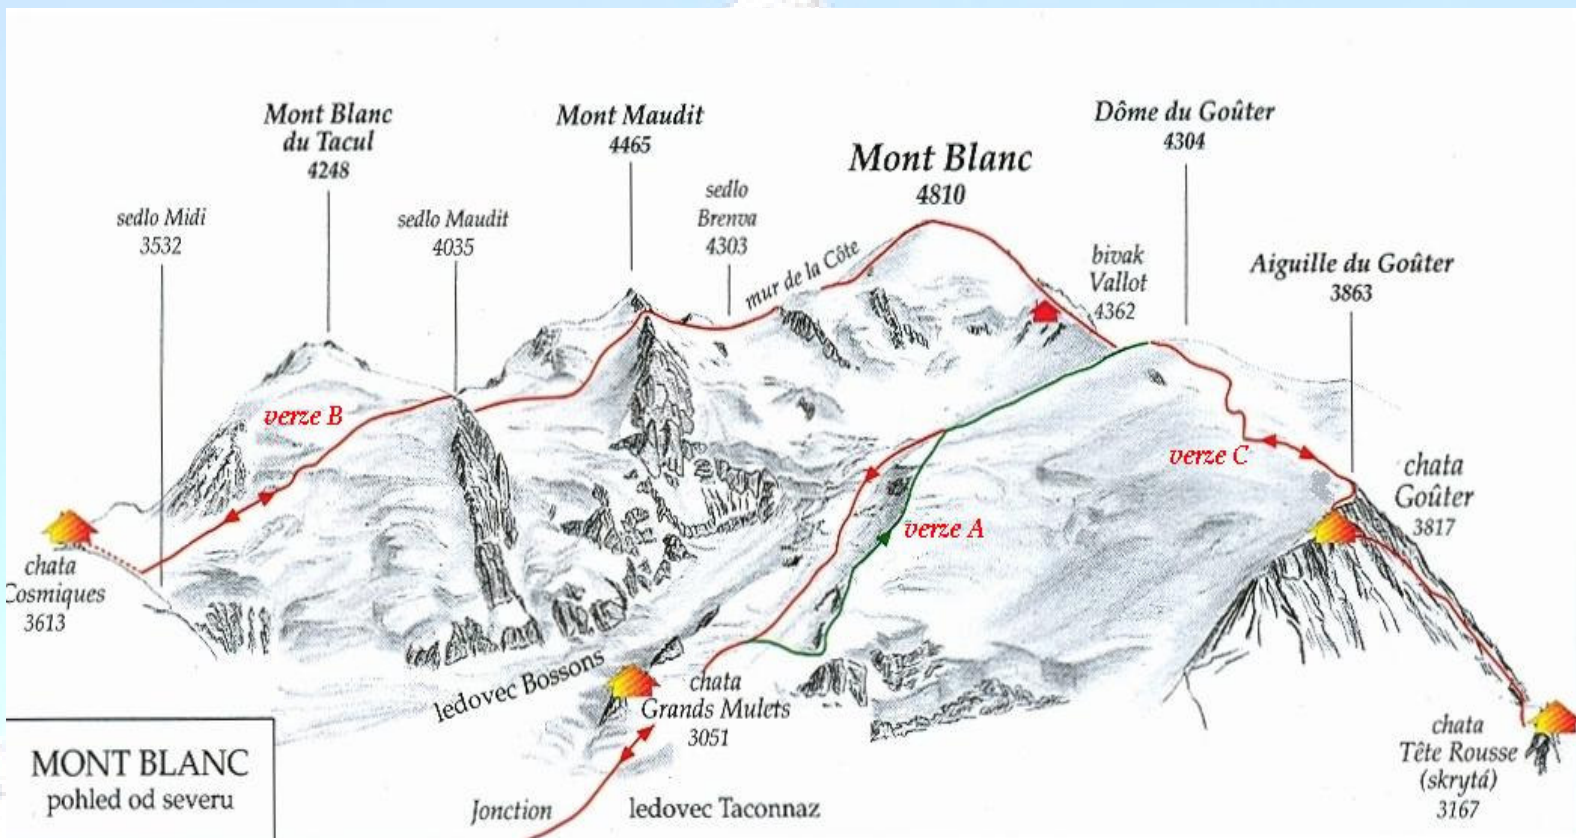 Mont Blanc
du Tacul
4248
Mont Maudit
4465
Mont Blanc
4810
Dôme du Goûter
4304
sedlo Midi
3532
sedlo Maudit
4035
sedlo
Brenva
4303
mur de la Côte
bivak
Vallot
4362
Aiguille du Goûter
3863
verze B
verze C
verze A
chata
Goûter
3817
chata
Cosmiques
3613
ledovec Bossons
chata
Grands Mulets
3051
chata
Tête Rousse
(skrytá)
3167
Jonction
ledovec Taconnaz
MONT BLANC
pohled od severu